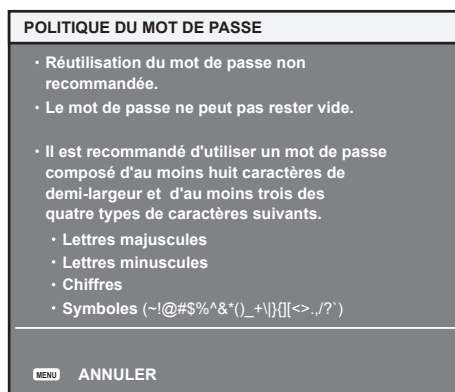 POLITIQUE DU MOT DE PASSE
・Réutilisation du mot de passe non
recommandée.
・Le mot de passe ne peut pas rester vide.
・Il est recommandé d'utiliser un mot de passe
composé d'au moins huit caractères de
demi-largeur et d'au moins trois des
quatre types de caractères suivants.
・Lettres majuscules
・Lettres minuscules
・Chiffres
・Symboles (~!@#$%^&*()_+\|}{][<>.,/?`)
MENU ANNULER